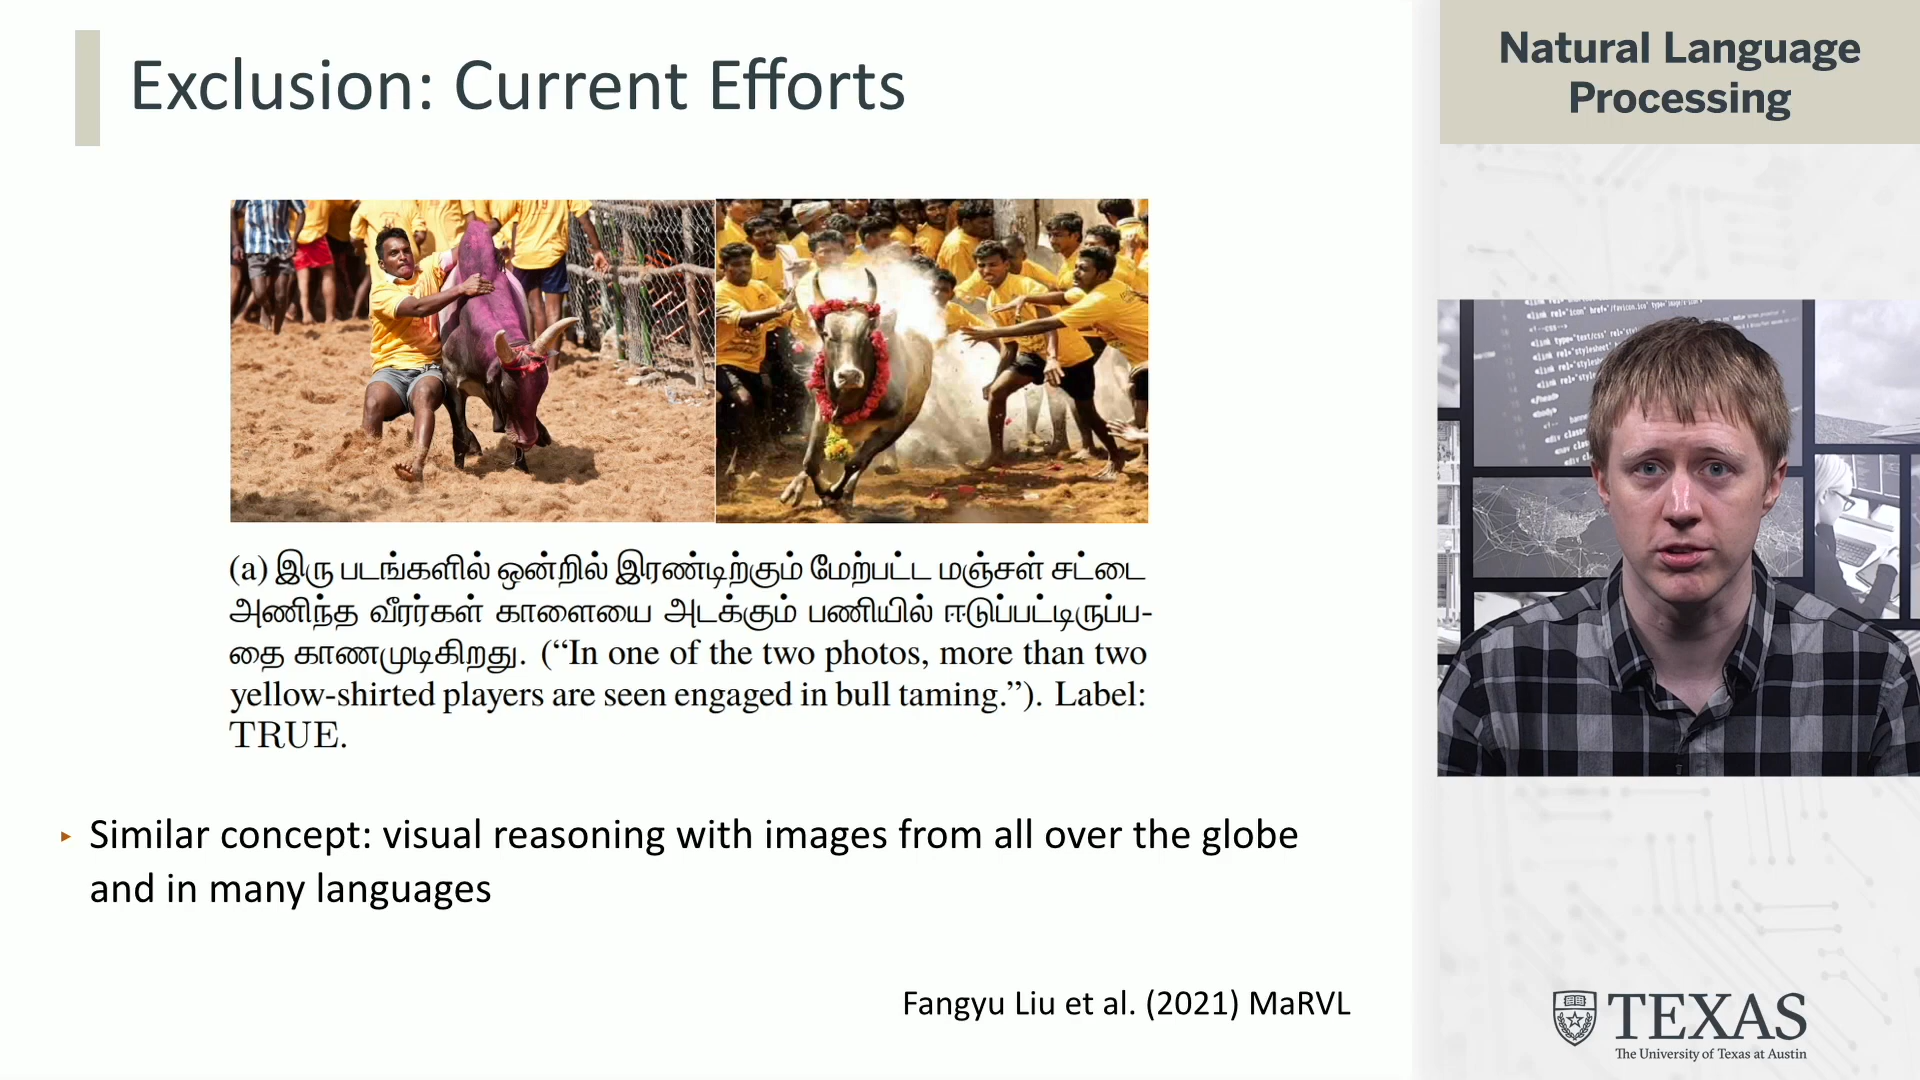 Exclusion: Current Efforts
(a) இரு படங்களில் ஒன்றில் இரண்டிற்கும் மேற்பட்ட மஞ்சள் சட்டை
அணிந்த வீரர்கள் காளையை அடக்கும் பணியில் ஈடுப்பட்டிருப்ப-
தை காணமுடிகிறது. (“In one of the two photos, more than two
yellow-shirted players are seen engaged in bull taming.”). Label:
TRUE.
Similar concept: visual reasoning with images from all over the globe
and in many languages
Fangyu Liu et al. (2021) MaRVL
Natural Language
Processing
TEXAS
The University of Texas at Austin